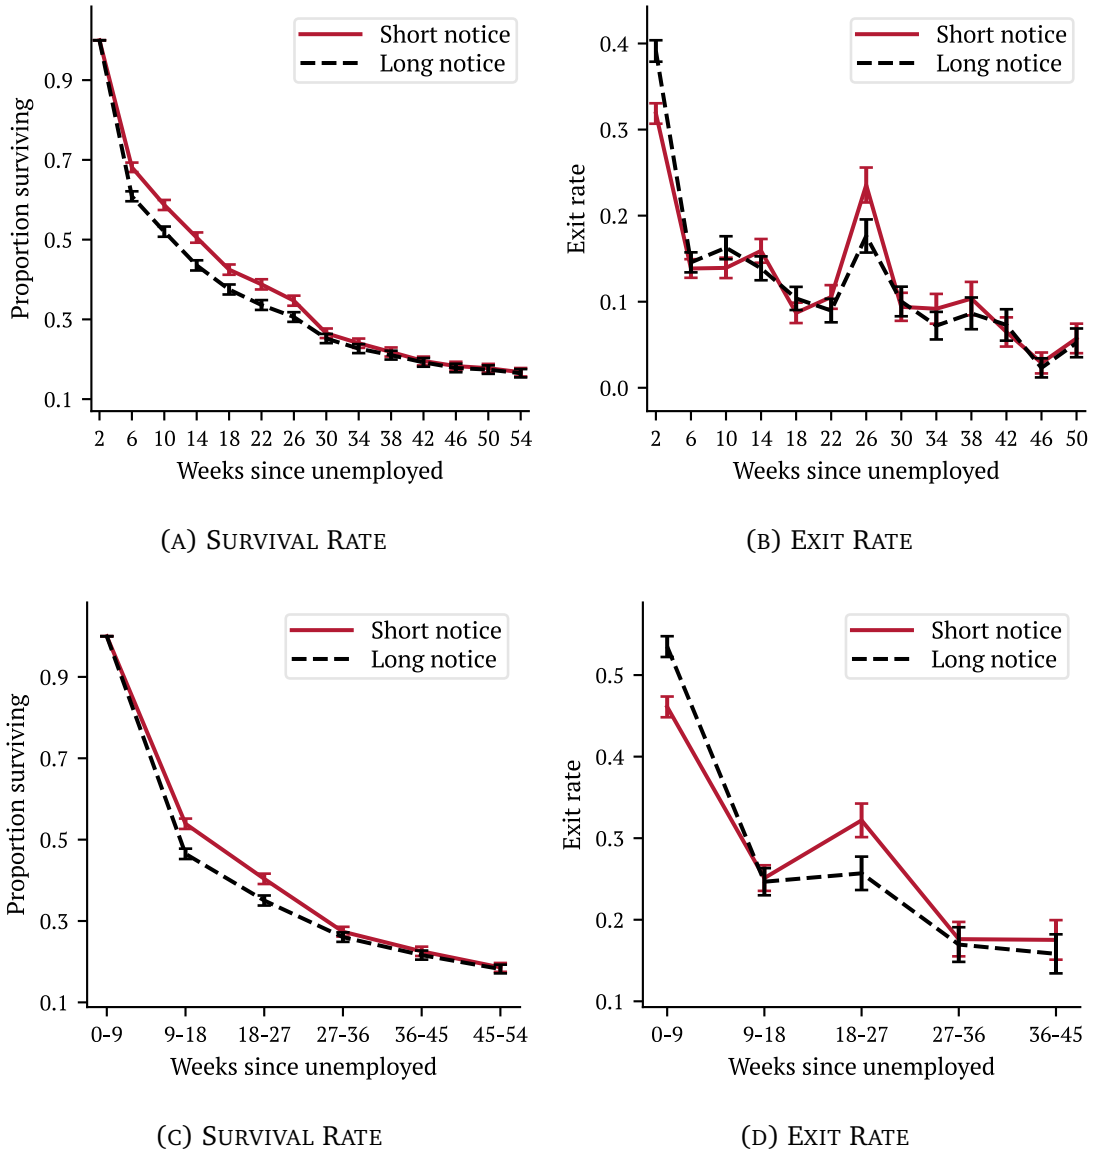 Short notice
Long notice
Proportion surviving
0.9
0.7
0.5
0.3
0.1
2 6 10 14 18 22 26 30 34 38 42 46 50 54
Weeks since unemployed
(A) SURVIVAL RATE
Short notice
Long notice
Exit rate
0.4
0.3
0.2
0.1
0.0
2 6 10 14 18 22 26 30 34 38 42 46 50
Weeks since unemployed
(B) EXIT RATE
Short notice
Long notice
Proportion surviving
0.9
0.7
0.5
0.3
0.1
0–9 9–18 18–27 27–36 36–45 45–54
Weeks since unemployed
(C) SURVIVAL RATE
Short notice
Long notice
Exit rate
0.5
0.4
0.3
0.2
0.1
0–9 9–18 18–27 27–36 36–45
Weeks since unemployed
(D) EXIT RATE